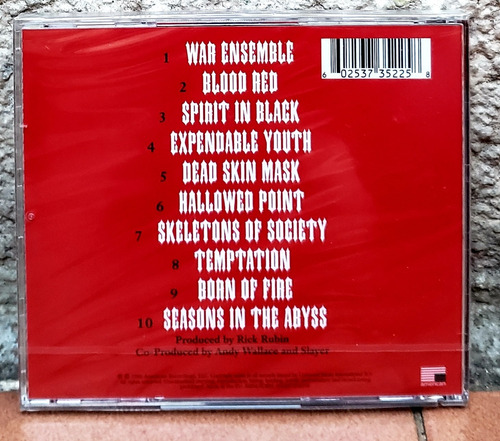 1 WAR ENSEMBLE
2 BLOOD RED
3 SPIRIT IN BLACK
4 EXPENDABLE YOUTH
5 DEAD SKIN MASK
6 HALLOWED POINT
7 SKELETONS OF SOCIETY
8 TEMPTATION
9 BORN OF FIRE
10 SEASONS IN THE ABYSS
Produced by Rick Rubin
Co-Produced by Andy Wallace and Slayer
6 02537 35225 8